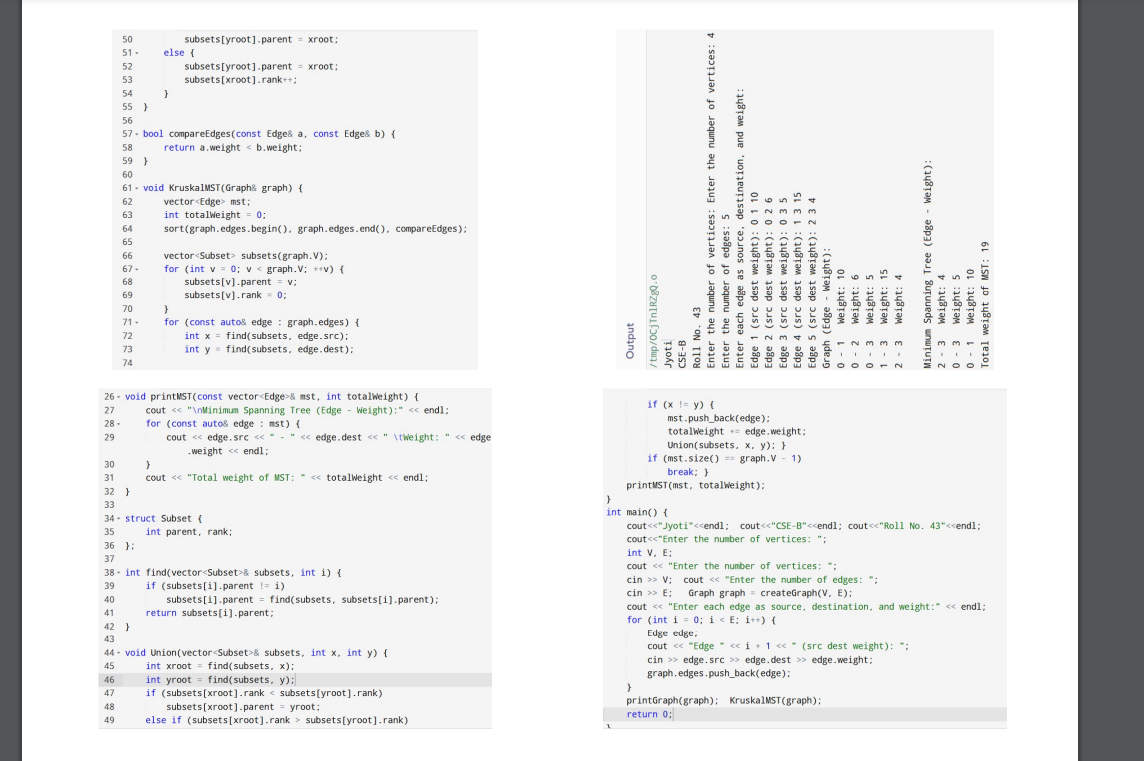 50 subsets[yroot].parent = xroot;
51 else {
52 subsets[yroot].parent = xroot;
53 subsets[xroot].rank++;
54 }
55 }
56
57 bool compareEdges(const Edge& a, const Edge& b) {
58 return a.weight < b.weight;
59 }
60
61 void KruskalMST(Graph& graph) {
62 vector<Edge> mst;
63 int totalWeight = 0;
64 sort(graph.edges.begin(), graph.edges.end(), compareEdges);
65
66 vector<Subset> subsets(graph.V);
67 for (int v = 0; v < graph.V; ++v) {
68 subsets[v].parent = v;
69 subsets[v].rank = 0;
70 }
71 for (const auto& edge : graph.edges) {
72 int x = find(subsets, edge.src);
73 int y = find(subsets, edge.dest);
74
Output
/tmp/OCjTnlRZgQ.o
Jyoti
CSE-B
Roll No. 43
Enter the number of vertices: Enter the number of vertices: 4
Enter the number of edges: 5
Enter each edge as source, destination, and weight:
Edge 1 (src dest weight): 0 1 10
Edge 2 (src dest weight): 0 2 6
Edge 3 (src dest weight): 0 3 5
Edge 4 (src dest weight): 1 3 15
Edge 5 (src dest weight): 2 3 4
Graph (Edge - Weight):
0 - 1 Weight: 10
0 - 2 Weight: 6
0 - 3 Weight: 5
1 - 3 Weight: 15
2 - 3 Weight: 4
Minimum Spanning Tree (Edge - Weight):
2 - 3 Weight: 4
0 - 3 Weight: 5
0 - 1 Weight: 10
Total weight of MST: 19
26 void printMST(const vector<Edge>& mst, int totalWeight) {
27 cout << "\nMinimum Spanning Tree (Edge - Weight):" << endl;
28 for (const auto& edge : mst) {
29 cout << edge.src << " - " << edge.dest << " \tWeight: " << edge
.weight << endl;
30 }
31 cout << "Total weight of MST: " << totalWeight << endl;
32 }
33
34 struct Subset {
35 int parent, rank;
36 };
37
38 int find(vector<Subset>& subsets, int i) {
39 if (subsets[i].parent != i)
40 subsets[i].parent = find(subsets, subsets[i].parent);
41 return subsets[i].parent;
42 }
43
44 void Union(vector<Subset>& subsets, int x, int y) {
45 int xroot = find(subsets, x);
46 int yroot = find(subsets, y);
47 if (subsets[xroot].rank < subsets[yroot].rank)
48 subsets[xroot].parent = yroot;
49 else if (subsets[xroot].rank > subsets[yroot].rank)
if (x != y) {
mst.push_back(edge);
totalWeight += edge.weight;
Union(subsets, x, y); }
if (mst.size() == graph.V - 1)
break; }
printMST(mst, totalWeight);
}
int main() {
cout<<"Jyoti"<<endl; cout<<"CSE-B"<<endl; cout<<"Roll No. 43"<<endl;
cout<<"Enter the number of vertices: ";
int V, E;
cout << "Enter the number of vertices: ";
cin >> V; cout << "Enter the number of edges: ";
cin >> E; Graph graph = createGraph(V, E);
cout << "Enter each edge as source, destination, and weight:" << endl;
for (int i = 0; i < E; i++) {
Edge edge;
cout << "Edge " << i + 1 << " (src dest weight): ";
cin >> edge.src >> edge.dest >> edge.weight;
graph.edges.push_back(edge);
}
printGraph(graph); KruskalMST(graph);
return 0;
}